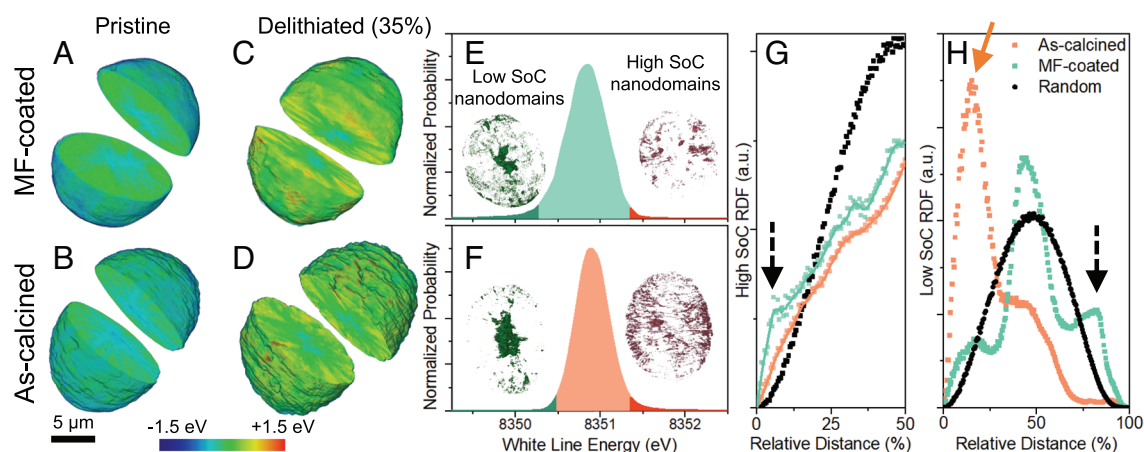 Pristine
Delithiated (35%)
MF-coated
As-calcined
A
B
C
D
5 µm
-1.5 eV
+1.5 eV
E
Low SoC
nanodomains
High SoC
nanodomains
Normalized Probability
F
Normalized Probability
8350
8351
8352
White Line Energy (eV)
G
High SoC RDF (a.u.)
0
25
50
Relative Distance (%)
H
As-calcined
MF-coated
Random
Low SoC RDF (a.u.)
0
50
100
Relative Distance (%)